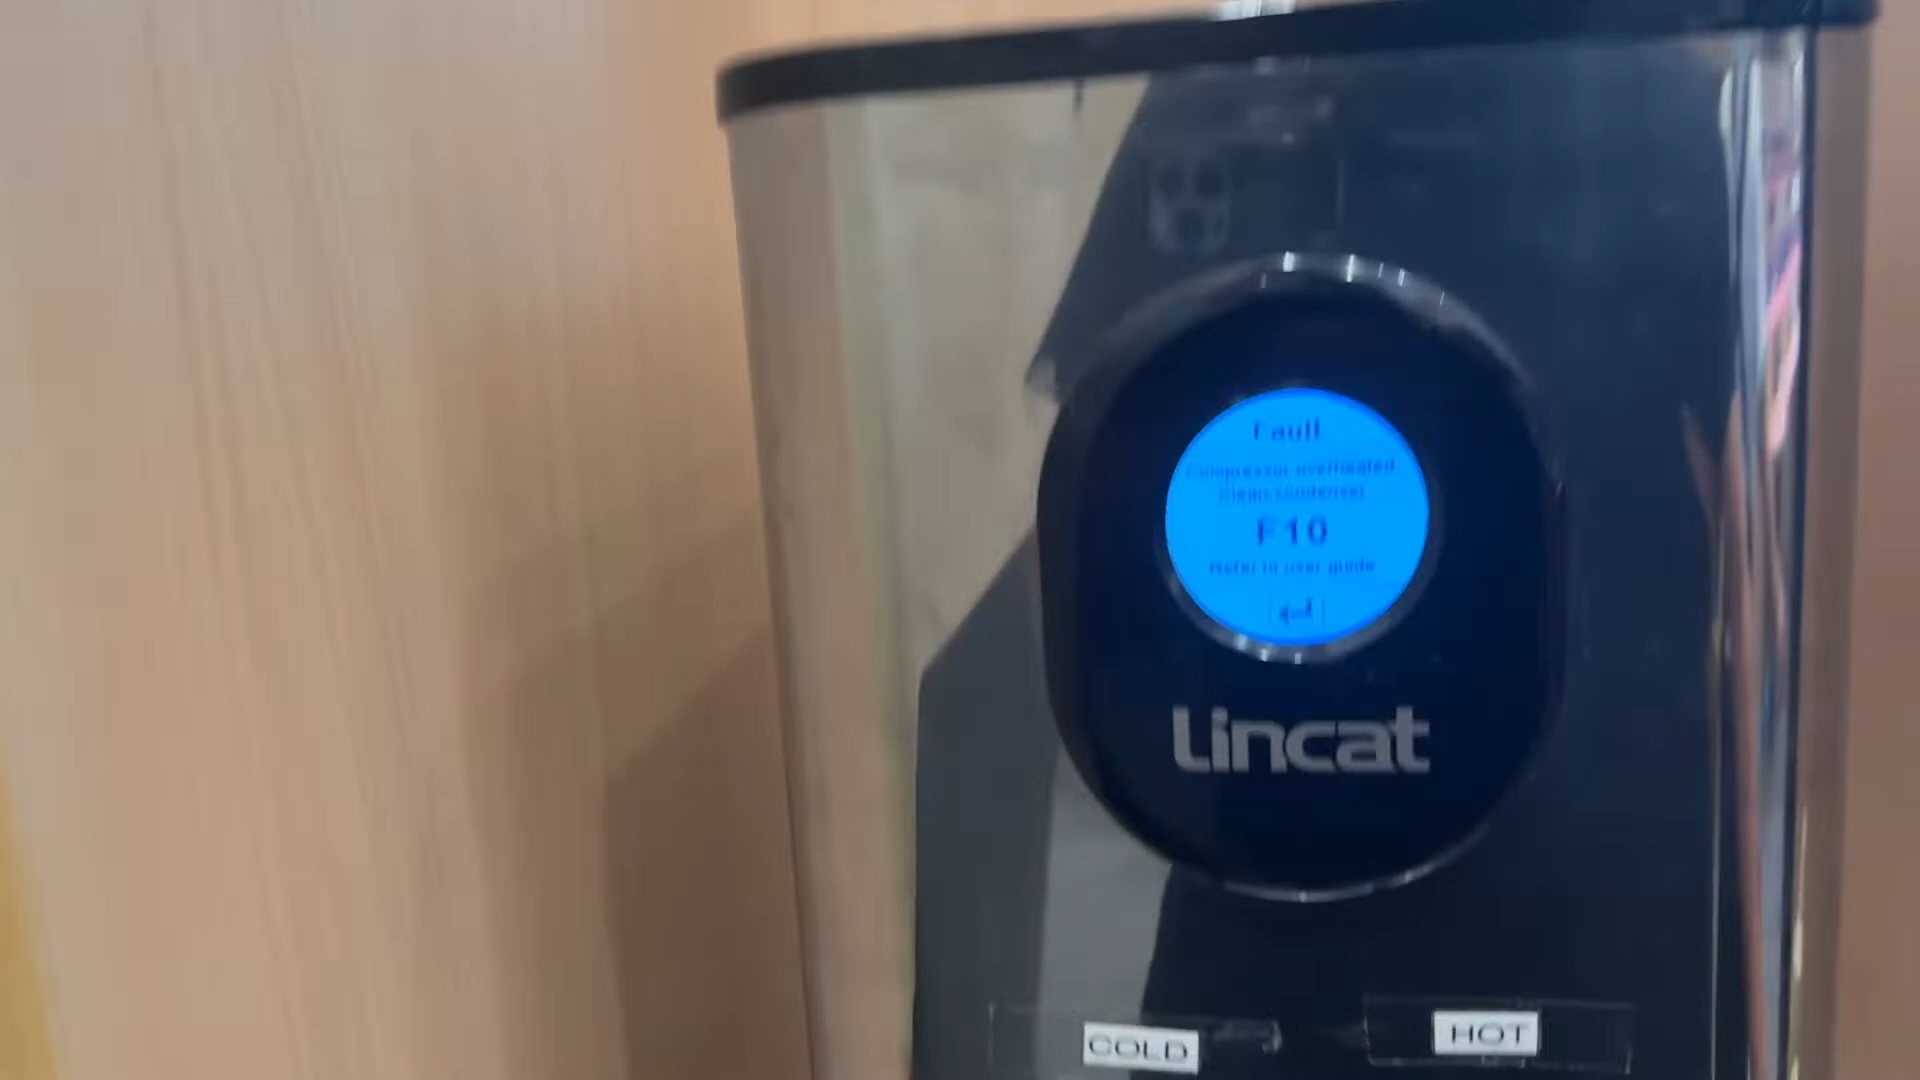 Fault
Compressor overheated
Clean condenser
F10
Refer to user guide
Lincat
COLD
HOT